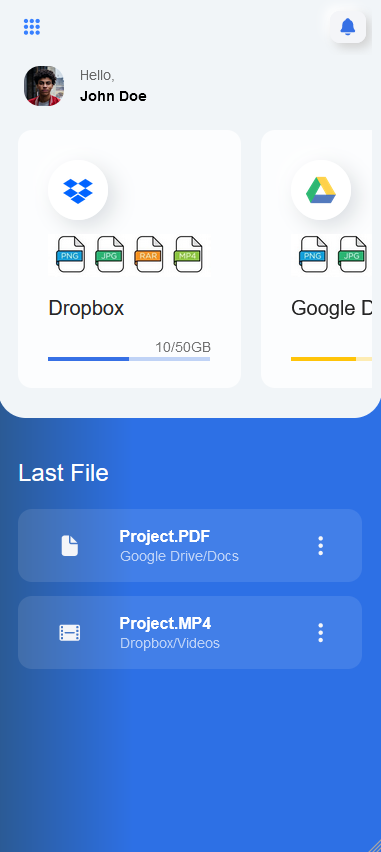 Hello,
John Doe
PNG JPG RAR MP4
PNG JPG
Dropbox
Google D
10/50GB
Last File
Project.PDF
Google Drive/Docs
Project.MP4
Dropbox/Videos